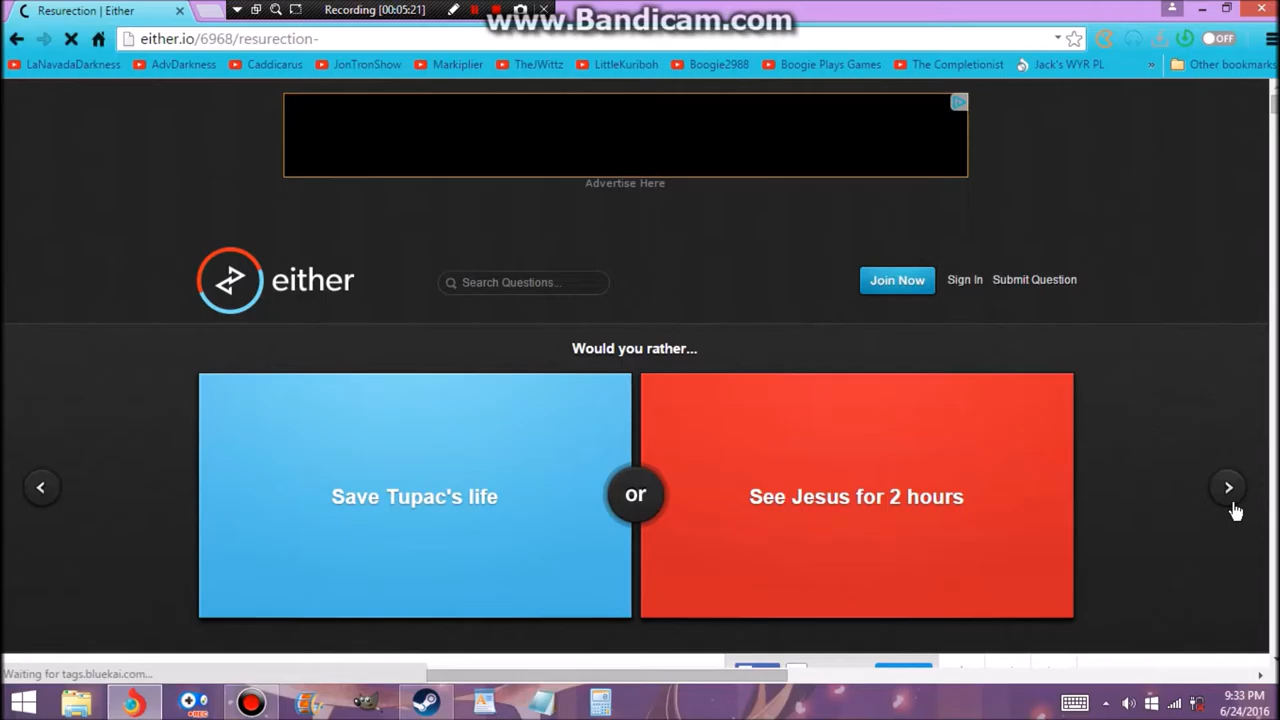 Resurection | Either
Recording [00:05:21]
www.Bandicam.com
either.io/6968/resurection-
OFF
LaNavadaDarkness
AdvDarkness
Caddicarus
JonTronShow
Markiplier
TheJWittz
LittleKuriboh
Boogie2988
Boogie Plays Games
The Completionist
Jack's WYR PL
»
Other bookmarks
Advertise Here
either
Search Questions...
Join Now
Sign In
Submit Question
Would you rather...
Save Tupac's life
or
See Jesus for 2 hours
Waiting for tags.bluekai.com...
REC
9:33 PM
6/24/2016